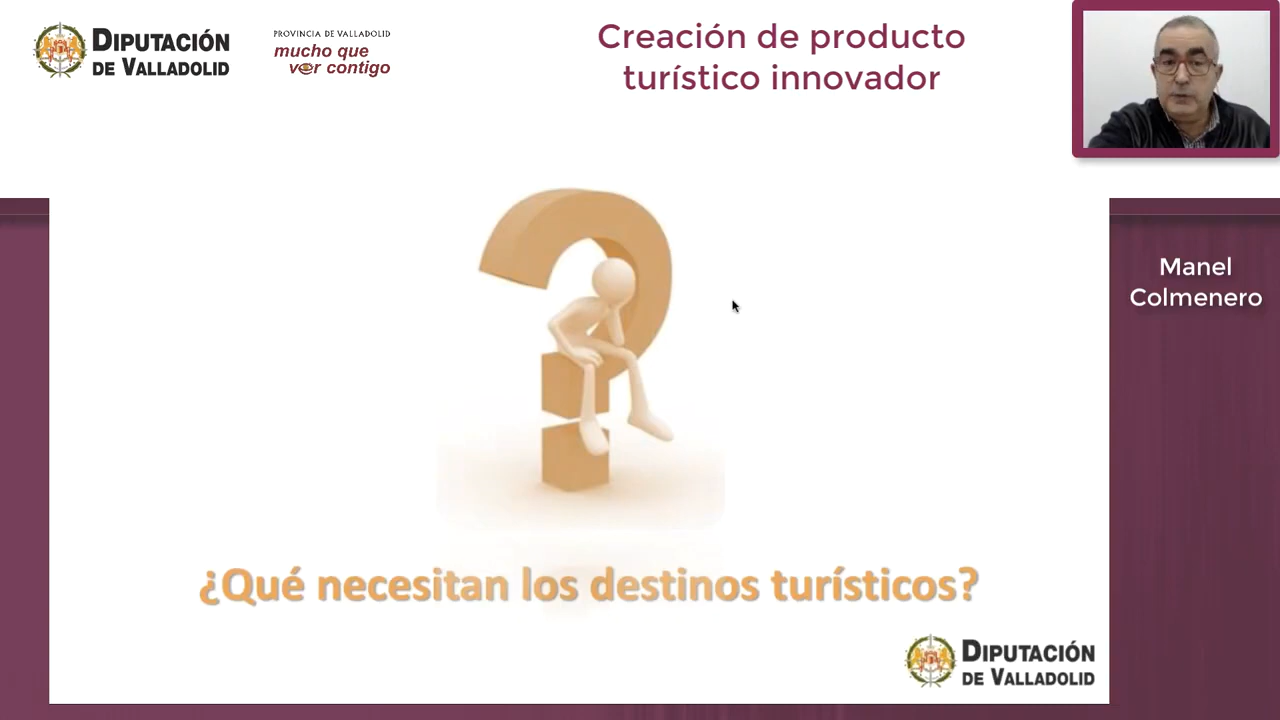 DIPUTACIÓN
DE VALLADOLID
PROVINCIA DE VALLADOLID
mucho que
ver contigo
Creación de producto
turístico innovador
Manel
Colmenero
¿Qué necesitan los destinos turísticos?
DIPUTACIÓN
DE VALLADOLID